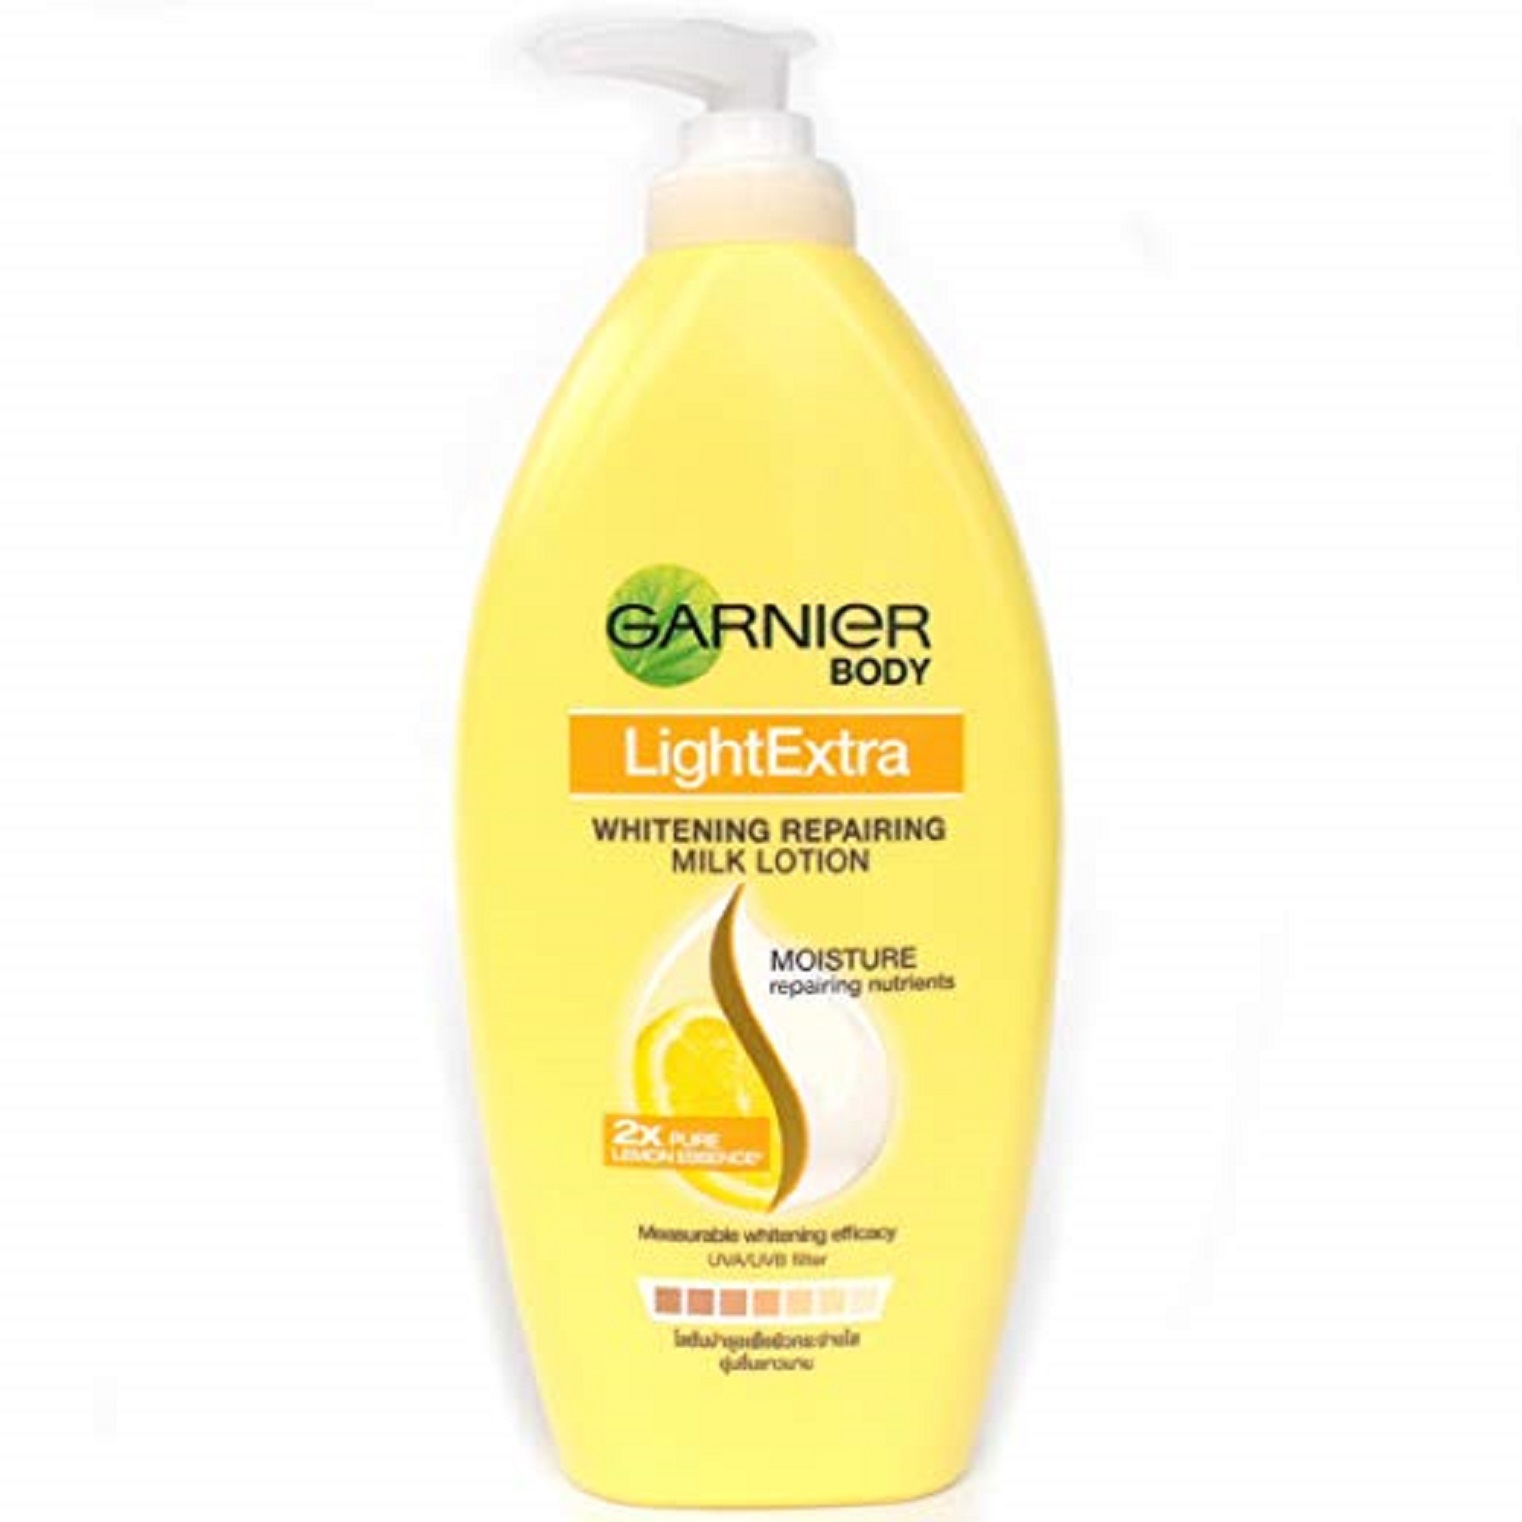 GARNIER
BODY
LightExtra
WHITENING REPAIRING
MILK LOTION
MOISTURE
repairing nutrients
2x PURE
LEMON ESSENCE*
Measurable whitening efficacy
UVA/UVB filter